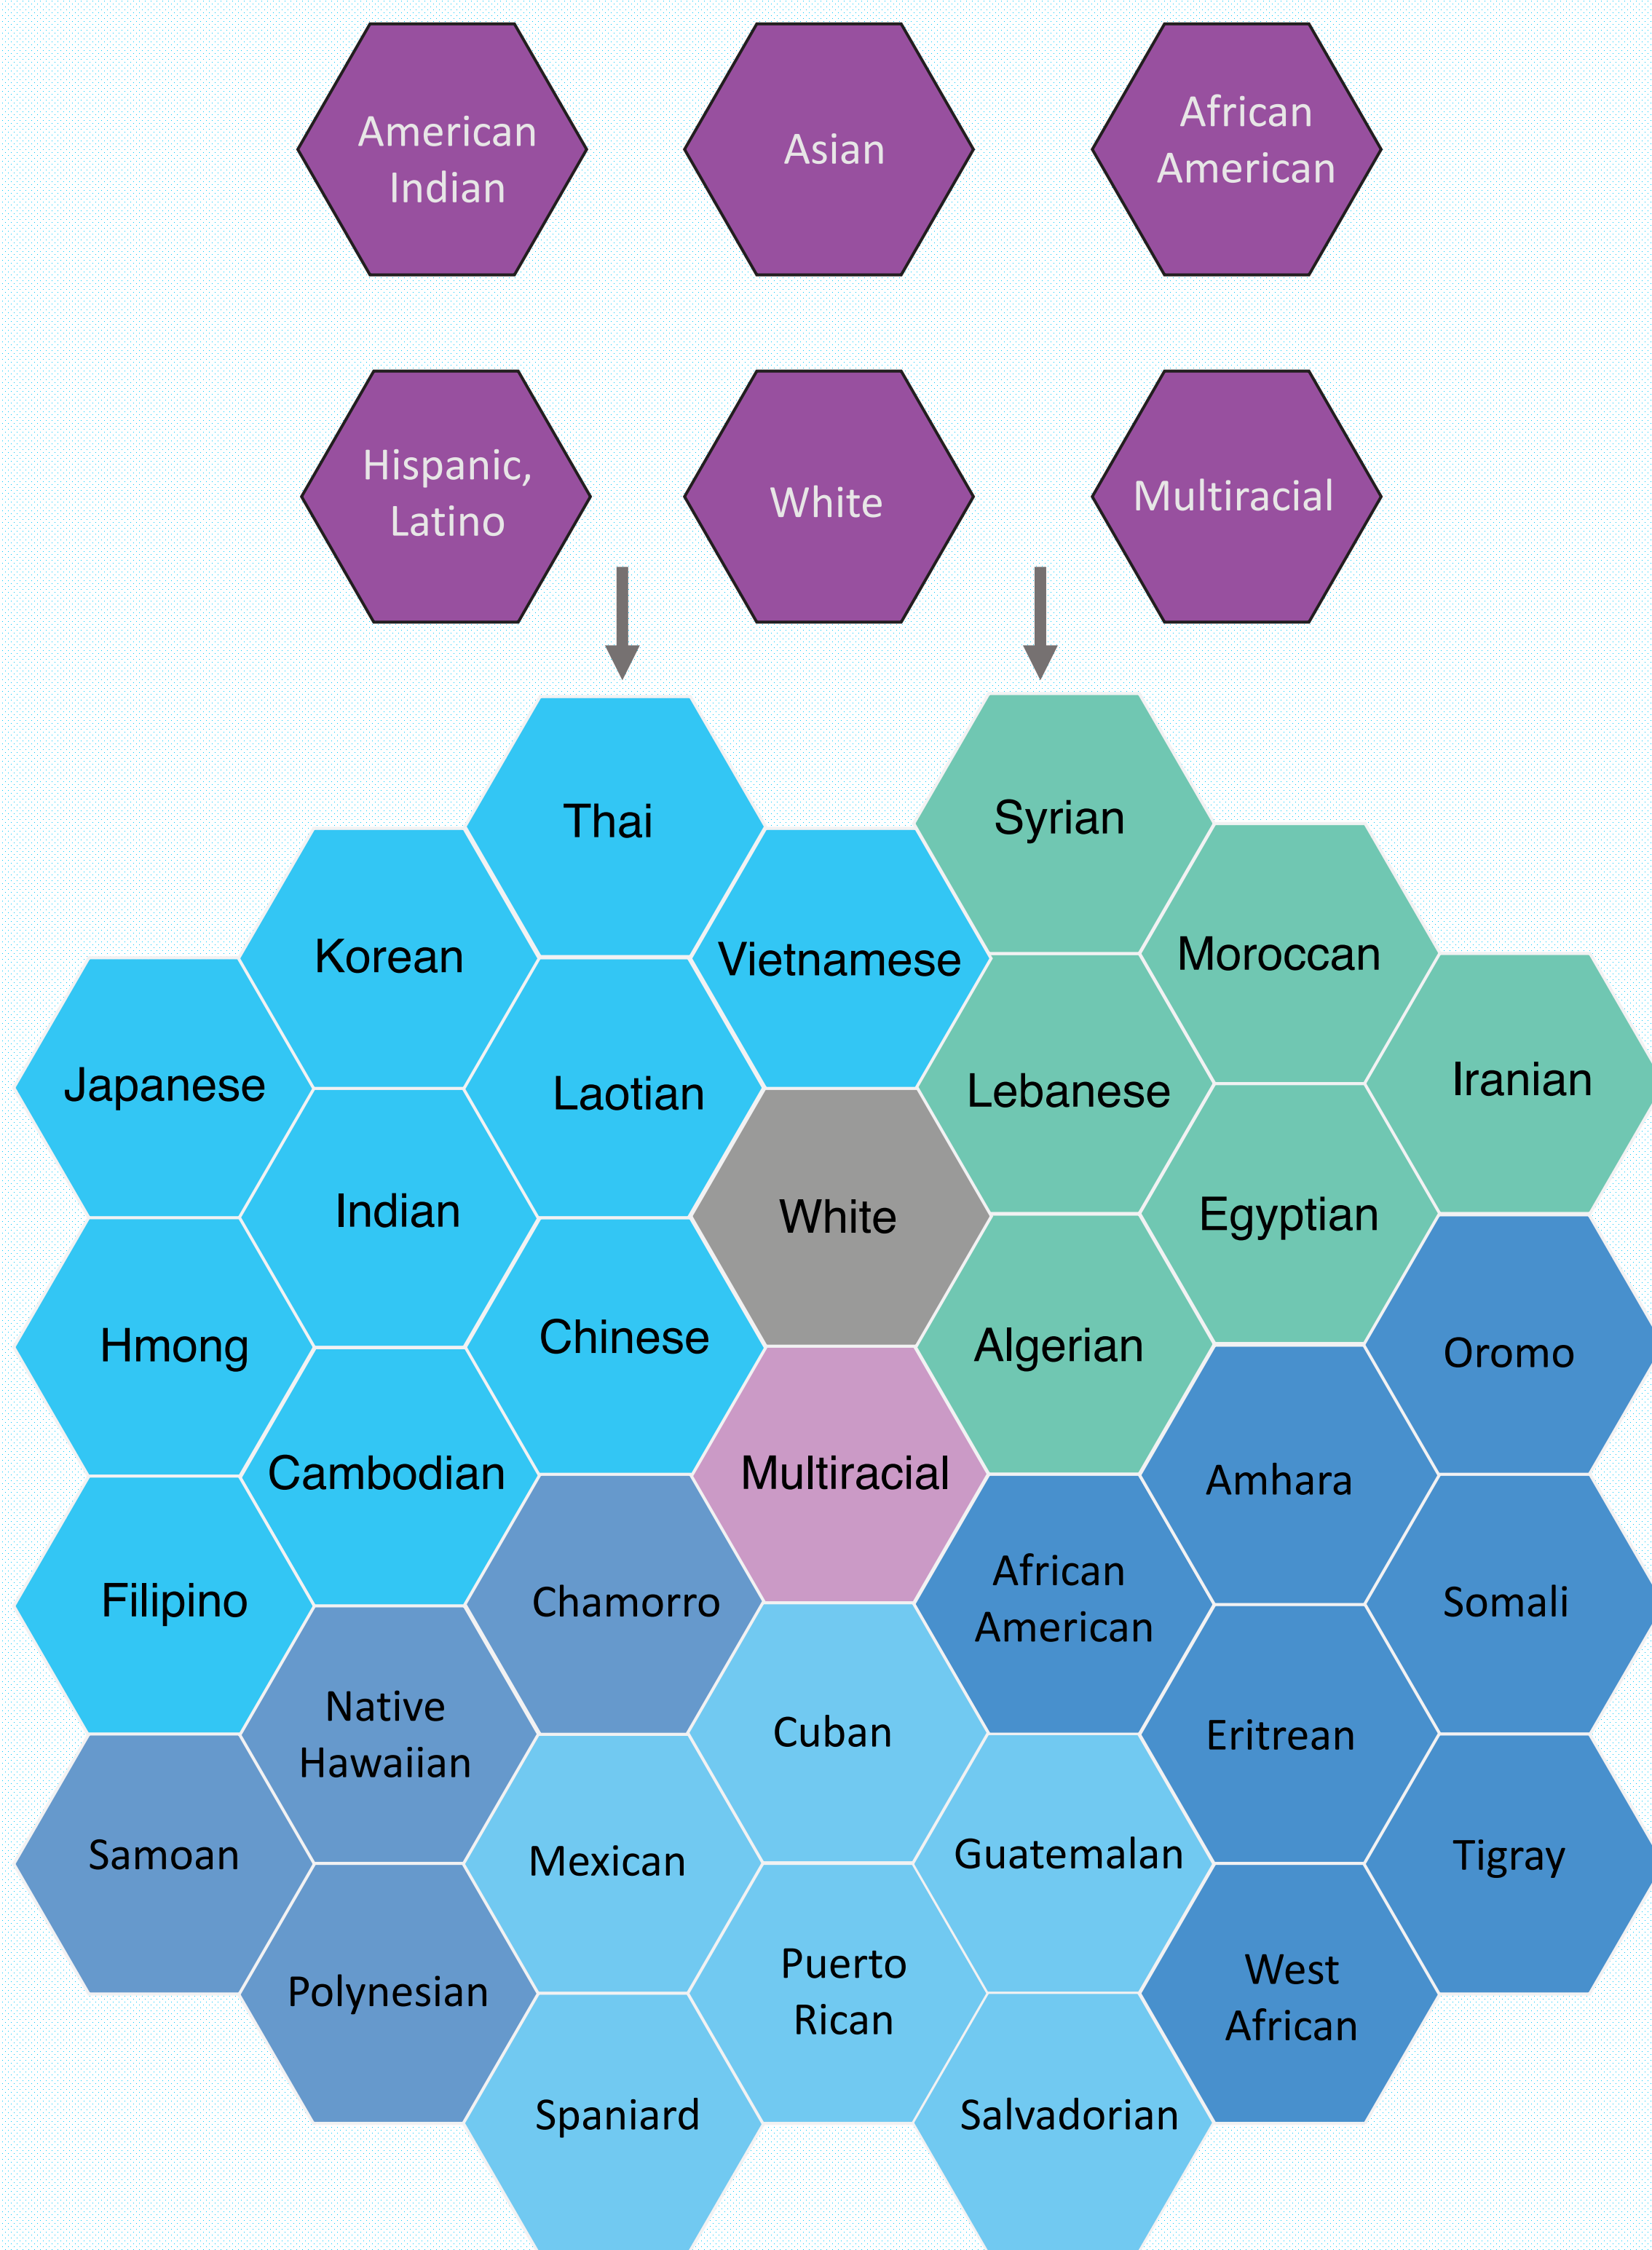 American
Indian
Asian
African
American
Hispanic,
Latino
White
Multiracial
Thai
Syrian
Korean
Vietnamese
Moroccan
Japanese
Laotian
Lebanese
Iranian
Indian
White
Egyptian
Hmong
Chinese
Algerian
Oromo
Cambodian
Multiracial
Amhara
Filipino
Chamorro
African
American
Somali
Native
Hawaiian
Cuban
Eritrean
Samoan
Mexican
Guatemalan
Tigray
Polynesian
Puerto
Rican
West
African
Spaniard
Salvadorian